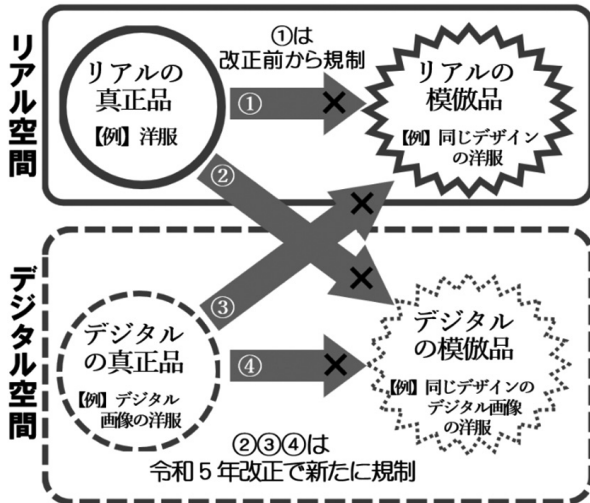 リアル空間
①は
改正前から規制
リアルの
真正品
【例】洋服
①
リアルの
模倣品
【例】同じデザイン
の洋服
②
デジタル空間
③
デジタル
の真正品
【例】デジタル
画像の洋服
④
デジタル
の模倣品
【例】同じデザインの
デジタル画像
の洋服
②③④は
令和5年改正で新たに規制